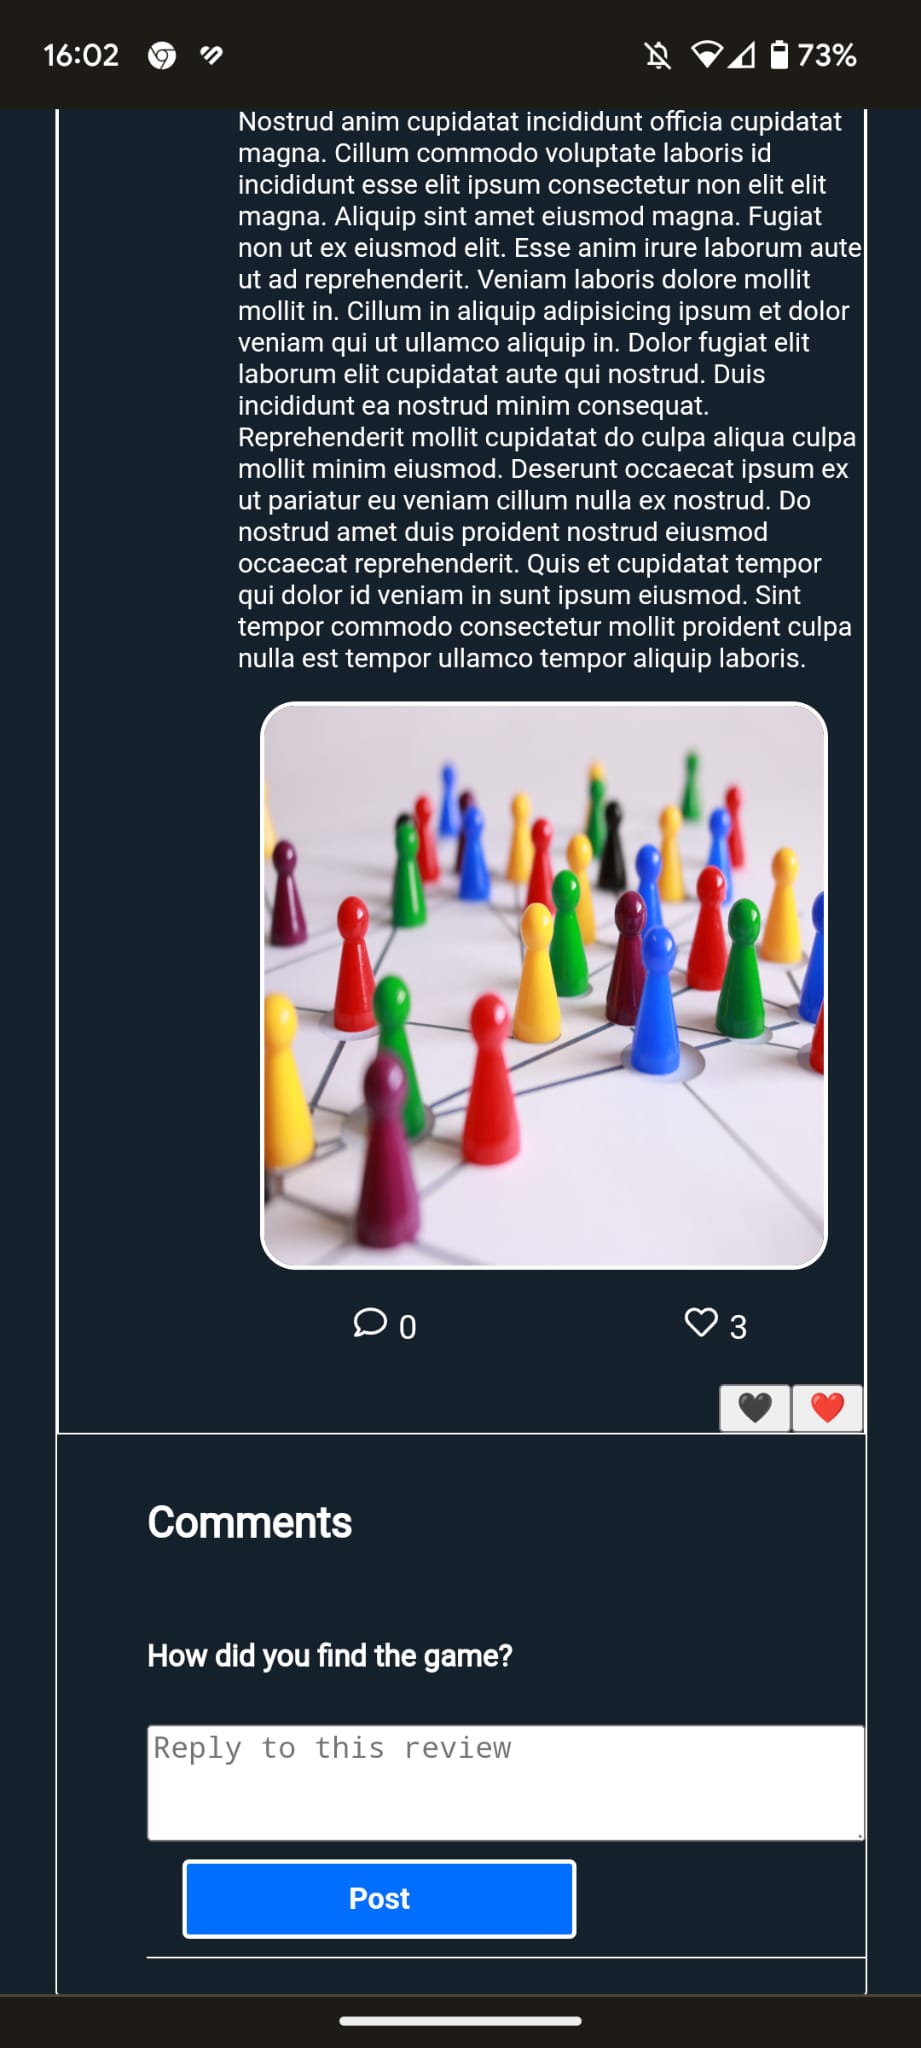 16:02 73%
Nostrud anim cupidatat incididunt officia cupidatat
magna. Cillum commodo voluptate laboris id
incididunt esse elit ipsum consectetur non elit elit
magna. Aliquip sint amet eiusmod magna. Fugiat
non ut ex eiusmod elit. Esse anim irure laborum aute
ut ad reprehenderit. Veniam laboris dolore mollit
mollit in. Cillum in aliquip adipisicing ipsum et dolor
veniam qui ut ullamco aliquip in. Dolor fugiat elit
laborum elit cupidatat aute qui nostrud. Duis
incididunt ea nostrud minim consequat.
Reprehenderit mollit cupidatat do culpa aliqua culpa
mollit minim eiusmod. Deserunt occaecat ipsum ex
ut pariatur eu veniam cillum nulla ex nostrud. Do
nostrud amet duis proident nostrud eiusmod
occaecat reprehenderit. Quis et cupidatat tempor
qui dolor id veniam in sunt ipsum eiusmod. Sint
tempor commodo consectetur mollit proident culpa
nulla est tempor ullamco tempor aliquip laboris.
0 3
Comments
How did you find the game?
Reply to this review
Post